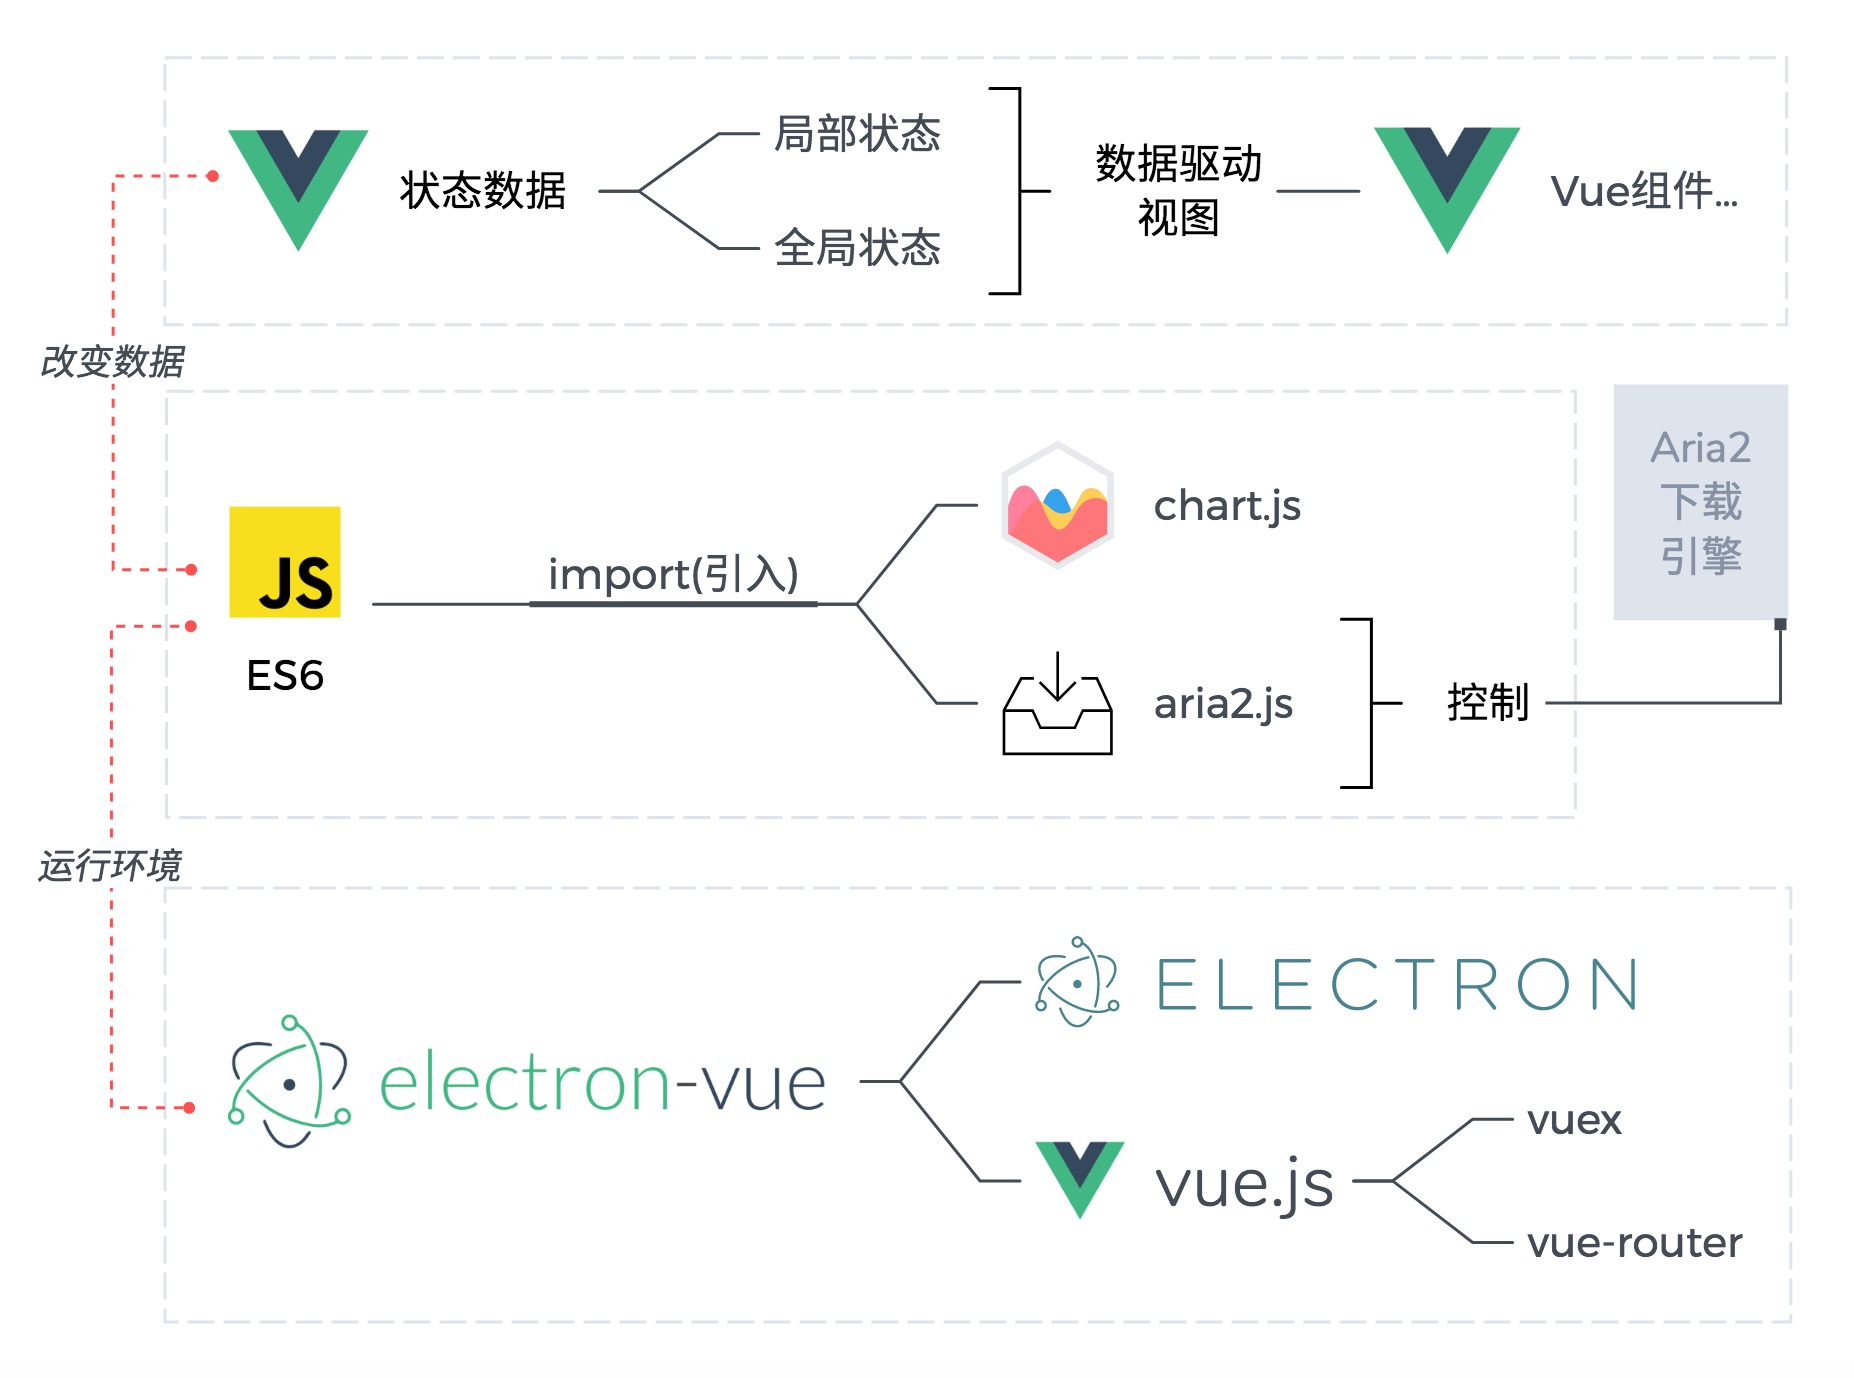 状态数据
局部状态
全局状态
数据驱动
视图
Vue组件...
改变数据
JS
ES6
import(引入)
chart.js
aria2.js
控制
Aria2
下载
引擎
运行环境
electron-vue
ELECTRON
vue.js
vuex
vue-router